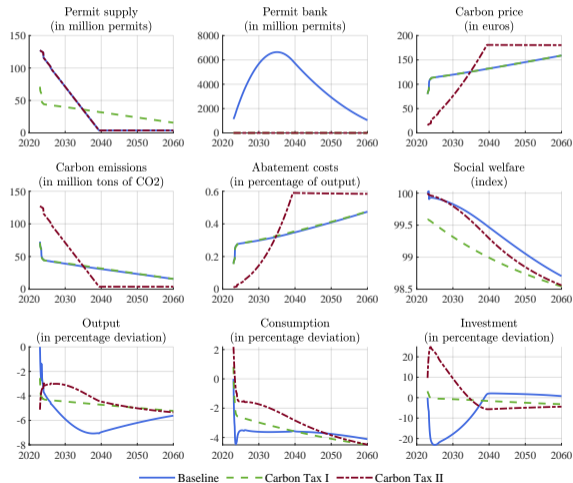 Permit supply
(in million permits)
150
100
50
0
2020 2030 2040 2050 2060
Permit bank
(in million permits)
8000
6000
4000
2000
0
2020 2030 2040 2050 2060
Carbon price
(in euros)
200
150
100
50
0
2020 2030 2040 2050 2060
Carbon emissions
(in million tons of CO2)
150
100
50
0
2020 2030 2040 2050 2060
Abatement costs
(in percentage of output)
0.6
0.4
0.2
0
2020 2030 2040 2050 2060
Social welfare
(index)
100
99.5
99
98.5
2020 2030 2040 2050 2060
Output
(in percentage deviation)
0
-2
-4
-6
-8
2020 2030 2040 2050 2060
Consumption
(in percentage deviation)
2
0
-2
-4
2020 2030 2040 2050 2060
Investment
(in percentage deviation)
20
10
0
-10
-20
2020 2030 2040 2050 2060
Baseline Carbon Tax I Carbon Tax II